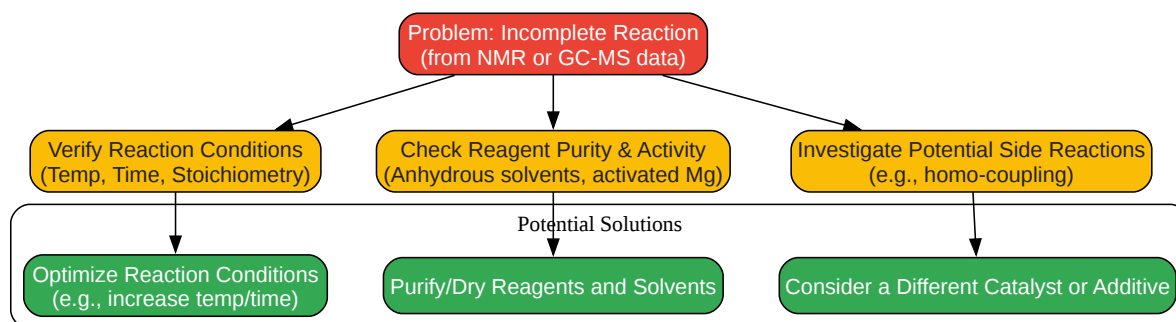 Problem: Incomplete Reaction
(from NMR or GC-MS data)
Verify Reaction Conditions
(Temp, Time, Stoichiometry)
Check Reagent Purity & Activity
(Anhydrous solvents, activated Mg)
Investigate Potential Side Reactions
(e.g., homo-coupling)
Potential Solutions
Optimize Reaction Conditions
(e.g., increase temp/time)
Purify/Dry Reagents and Solvents
Consider a Different Catalyst or Additive